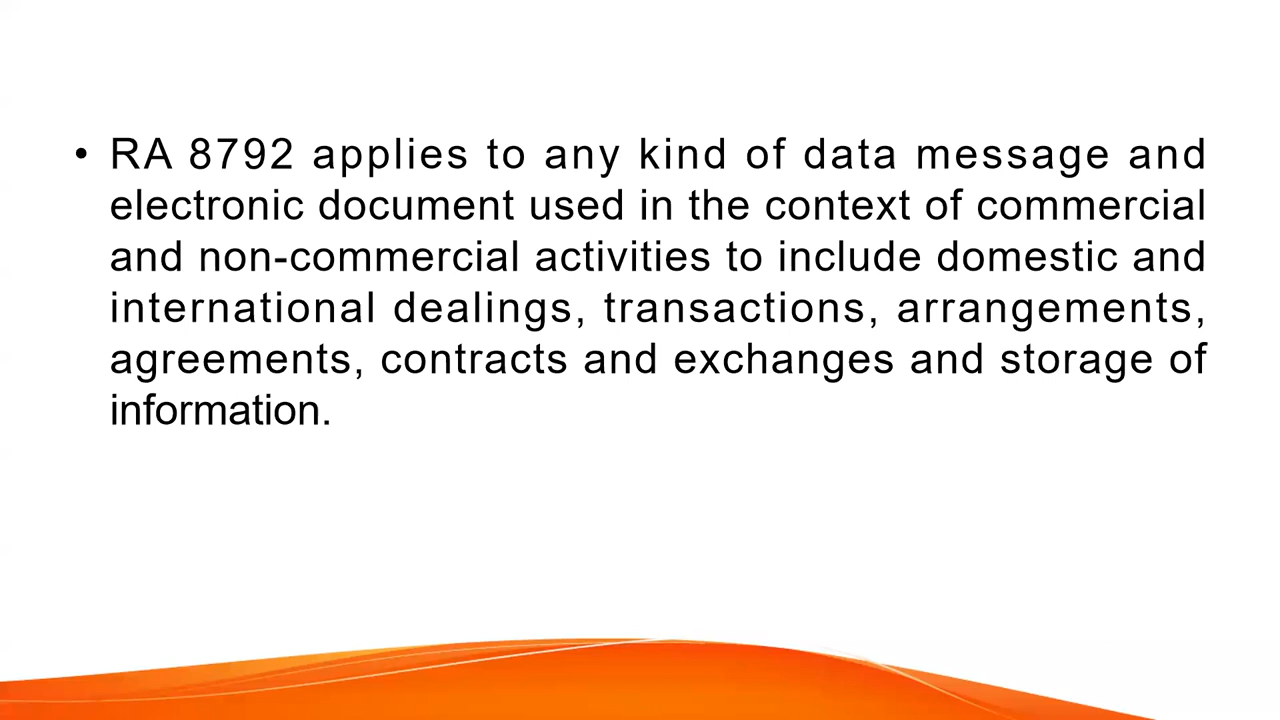 • RA 8792 applies to any kind of data message and
electronic document used in the context of commercial
and non-commercial activities to include domestic and
international dealings, transactions, arrangements,
agreements, contracts and exchanges and storage of
information.